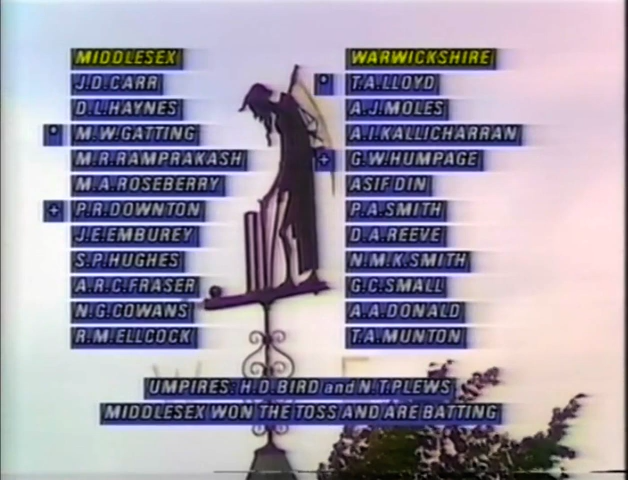 MIDDLESEX
J.D.CARR
D.L.HAYNES
* M.W.GATTING
M.R.RAMPRAKASH
M.A.ROSEBERRY
+ P.R.DOWNTON
J.E.EMBUREY
S.P.HUGHES
A.R.C.FRASER
N.G.COWANS
R.M.ELLCOCK
WARWICKSHIRE
* T.A.LLOYD
A.J.MOLES
A.I.KALLICHARRAN
+ G.W.HUMPAGE
ASIF DIN
P.A.SMITH
D.A.REEVE
N.M.K.SMITH
G.C.SMALL
A.A.DONALD
T.A.MUNTON
UMPIRES: H.D.BIRD and N.T.PLEWS
MIDDLESEX WON THE TOSS AND ARE BATTING